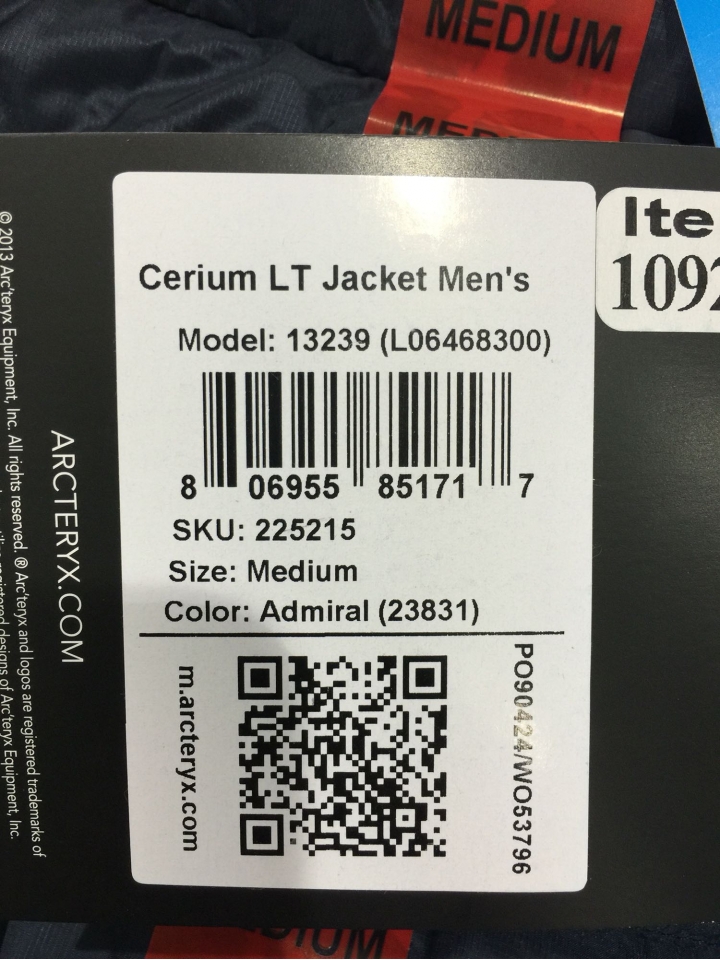 MEDIUM
Cerium LT Jacket Men's
Model: 13239 (L06468300)
8 06955 85171 7
SKU: 225215
Size: Medium
Color: Admiral (23831)
m.arcteryx.com
PO90424/WO53796
Ite
1092
ARCTERYX.COM
© 2013 Arc'teryx Equipment, Inc. All rights reserved. ® Arc'teryx and logos are registered trademarks of
registered designs of Arc'teryx Equipment, Inc.